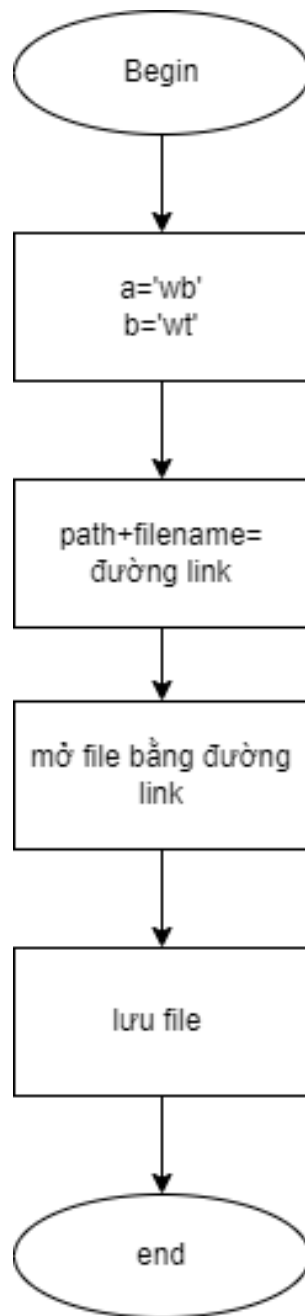 Begin
a='wb'
b='wt'
path+filename=
đường link
mở file bằng đường
link
lưu file
end